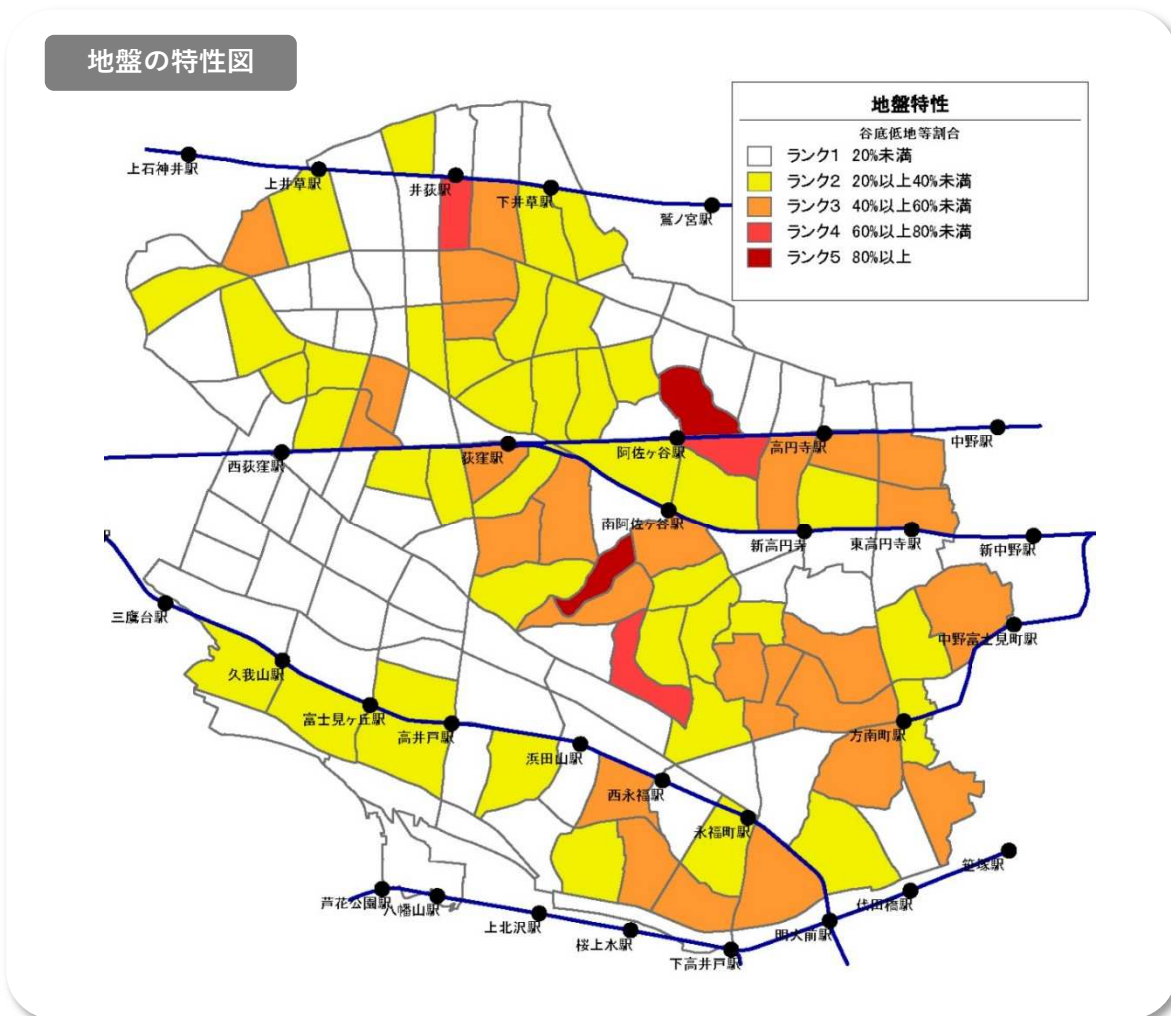 地盤の特性図
地盤特性
谷底低地等割合
ランク1 20%未満
ランク2 20%以上40%未満
ランク3 40%以上60%未満
ランク4 60%以上80%未満
ランク5 80%以上
上石神井駅
上井草駅
井荻駅
下井草駅
鷺ノ宮駅
西荻窪駅
荻窪駅
阿佐ヶ谷駅
高円寺駅
中野駅
南阿佐ヶ谷駅
新高円寺
東高円寺駅
新中野駅
三鷹台駅
久我山駅
富士見ヶ丘駅
高井戸駅
浜田山駅
西永福駅
永福町駅
中野富士見町駅
方南町駅
笹塚駅
代田橋駅
明大前駅
芦花公園駅
八幡山駅
上北沢駅
桜上水駅
下高井戸駅